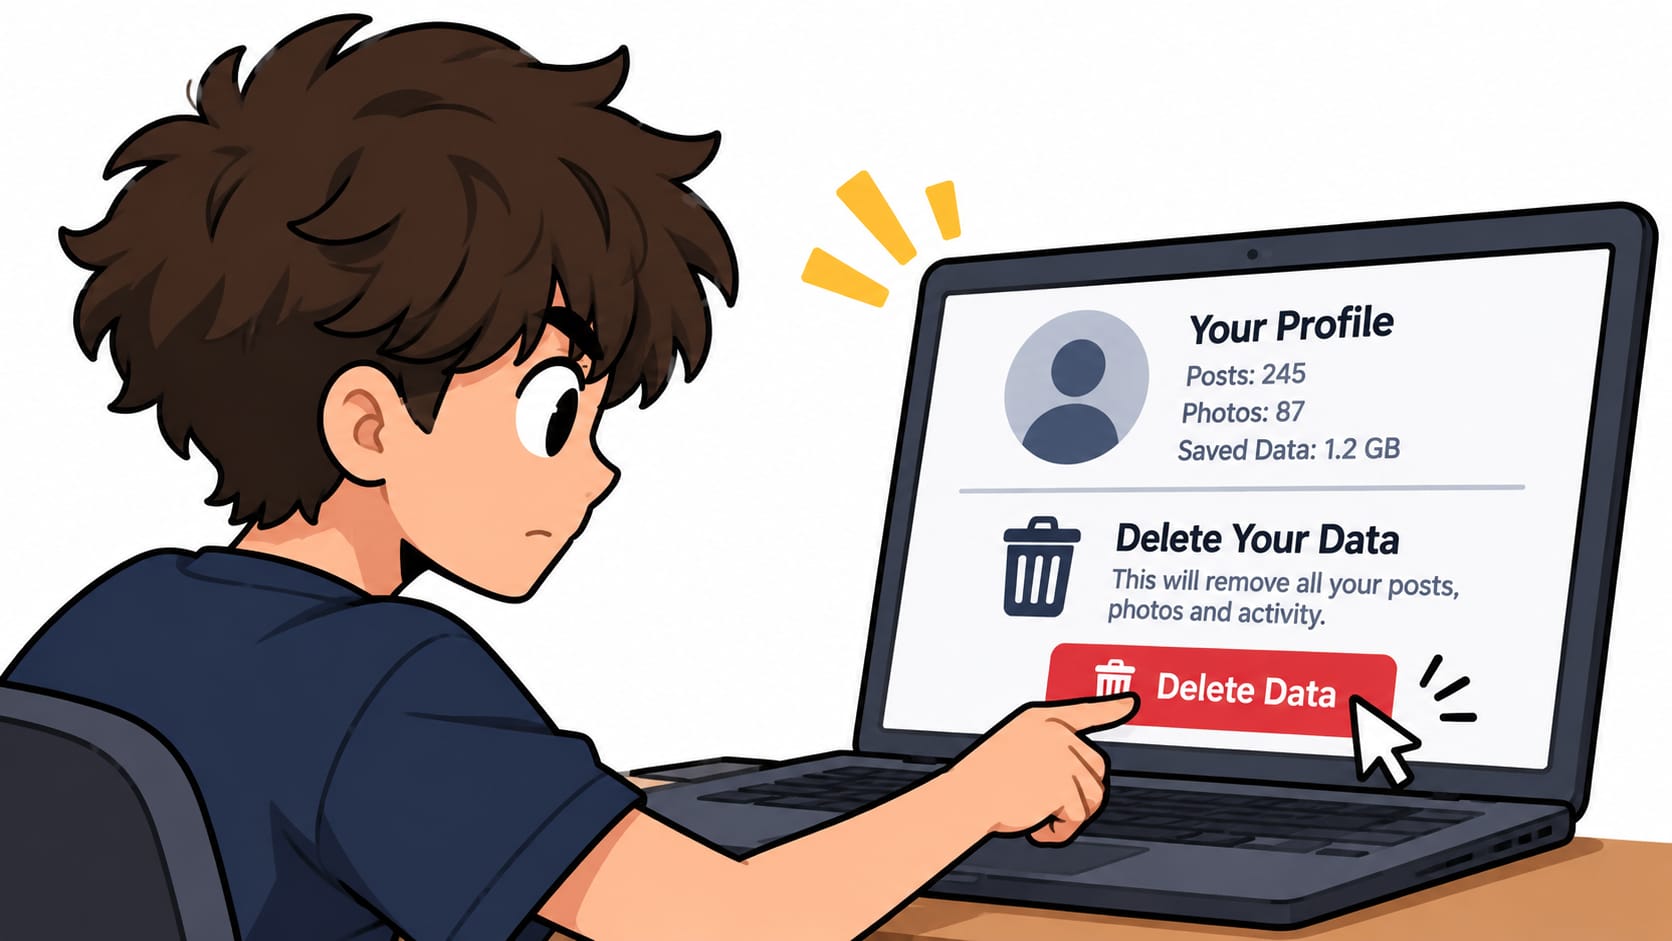 Your Profile
Posts: 245
Photos: 87
Saved Data: 1.2 GB
Delete Your Data
This will remove all your posts,
photos and activity.
Delete Data